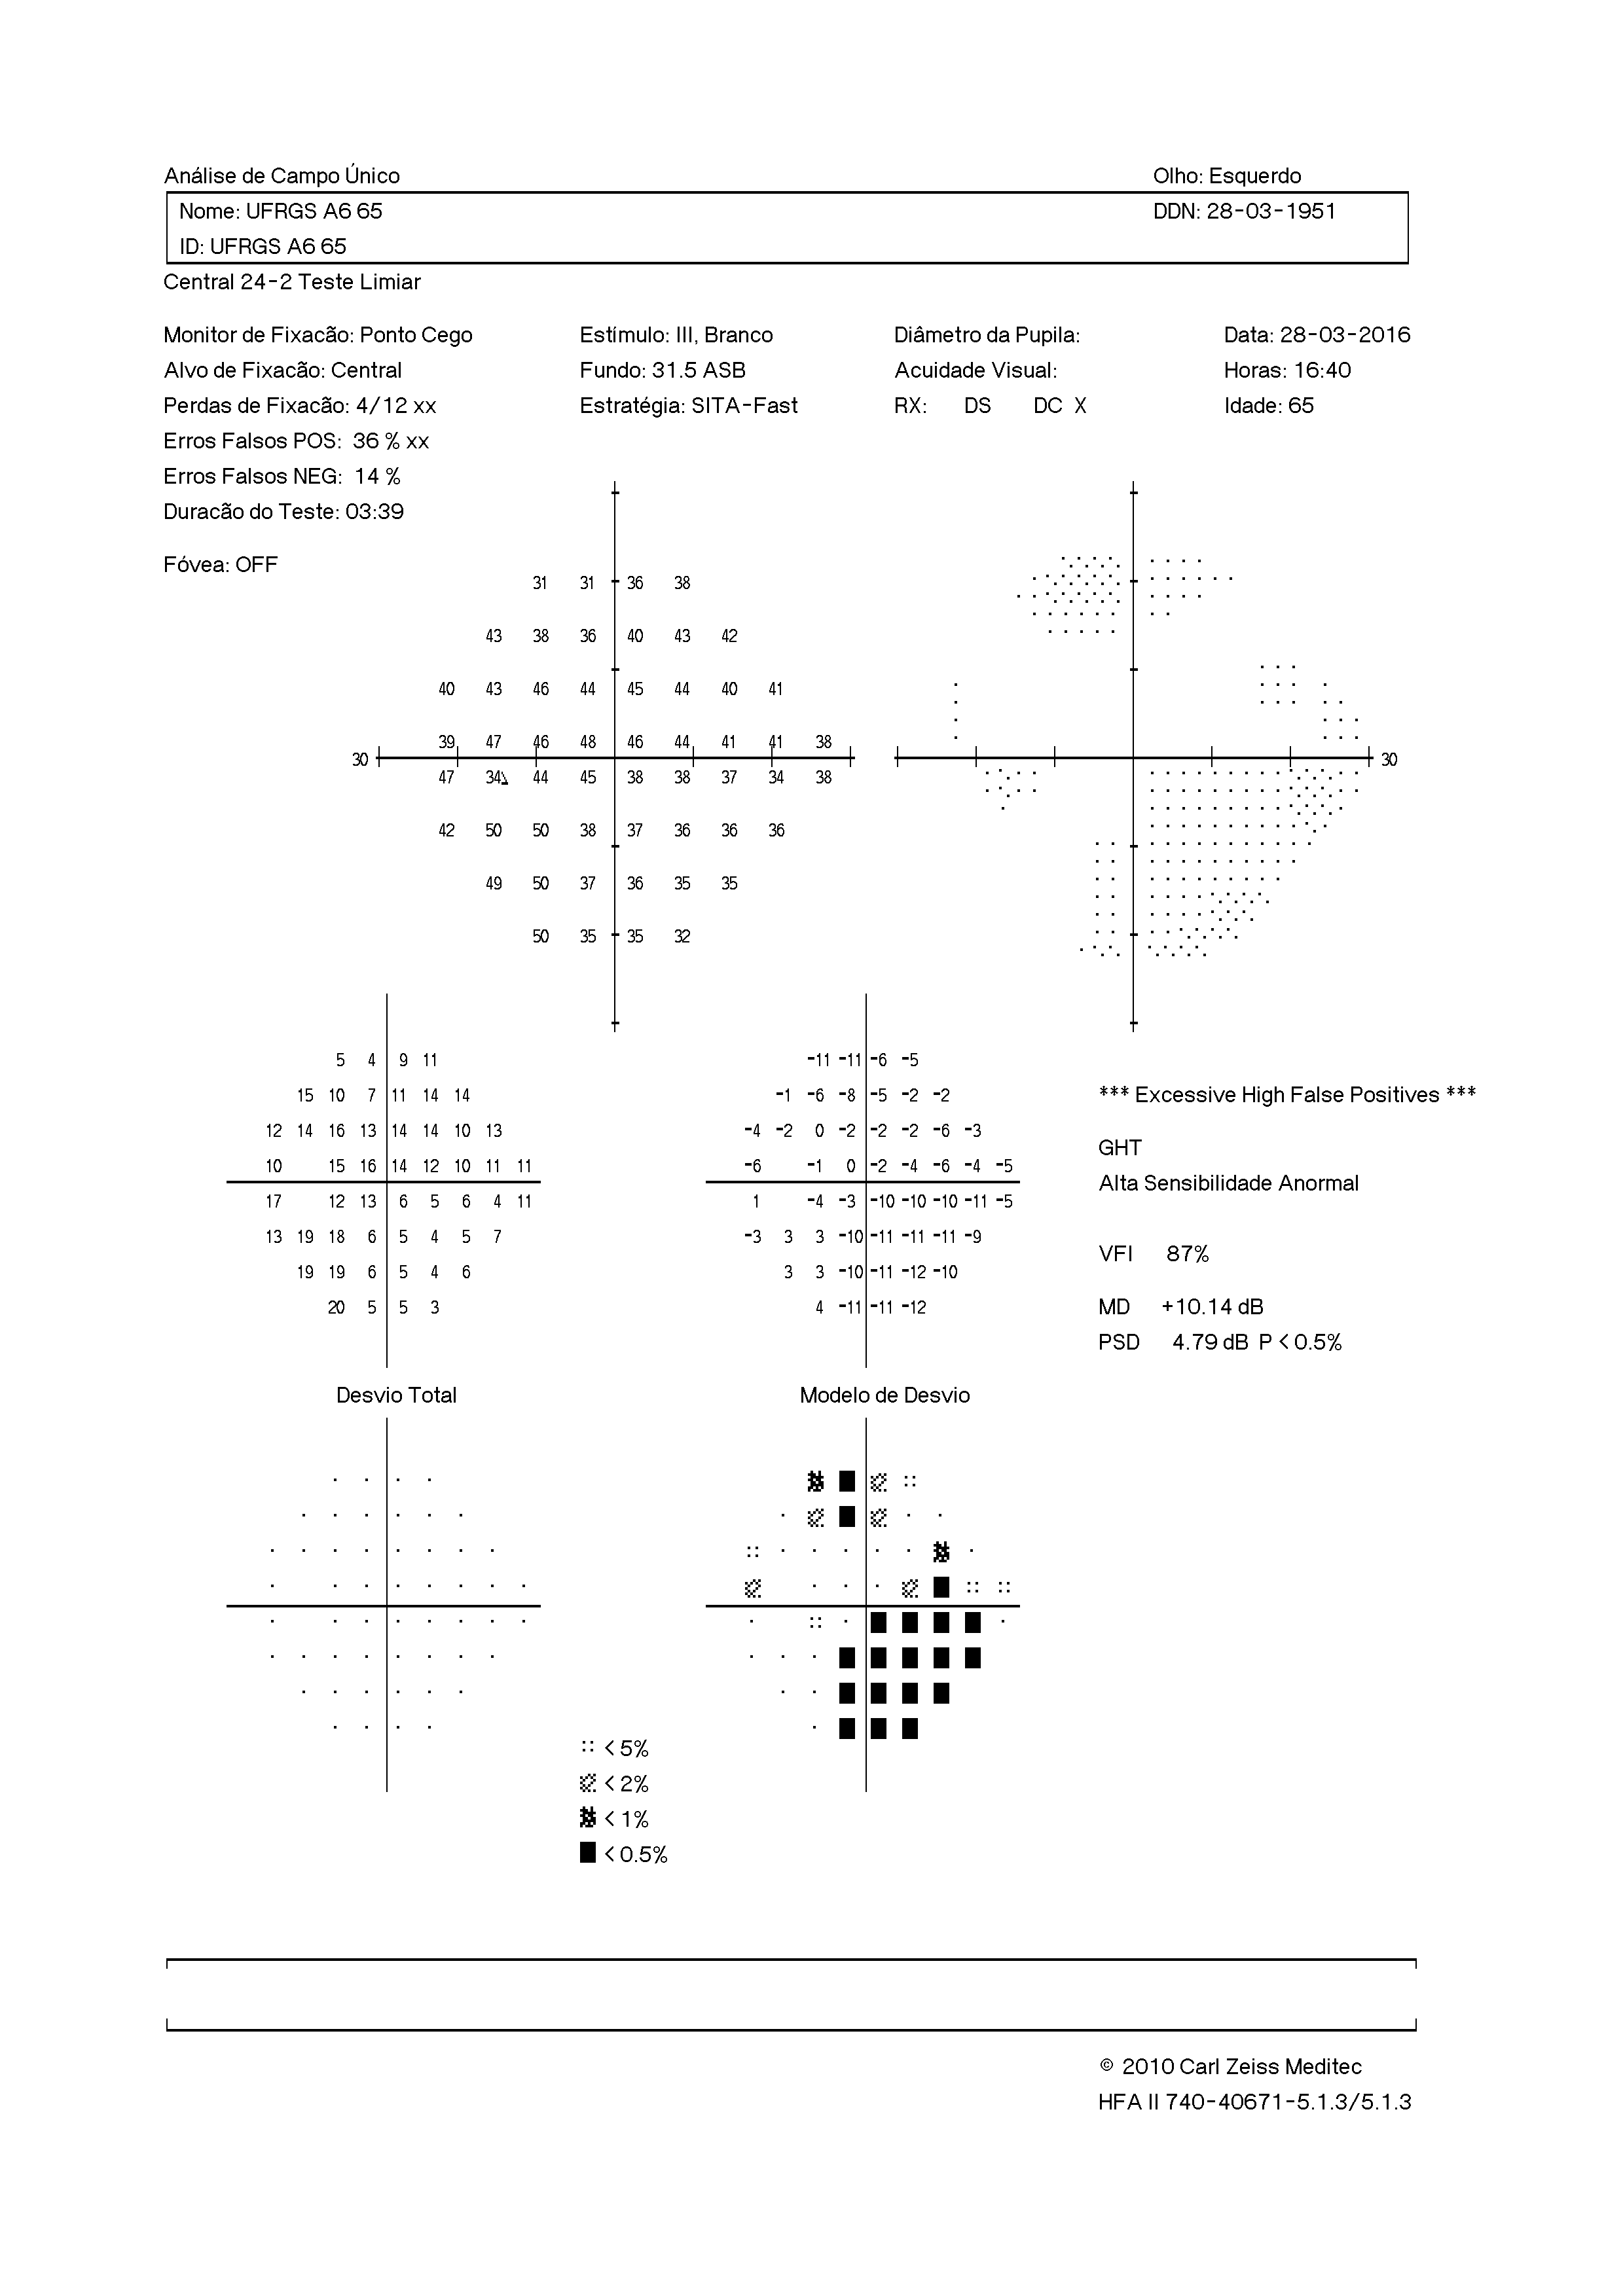 Análise de Campo Único Olho: Esquerdo
Nome: UFRGS A6 65 DDN: 28-03-1951
ID: UFRGS A6 65
Central 24-2 Teste Limiar
Monitor de Fixacão: Ponto Cego Estímulo: III, Branco Diâmetro da Pupila: Data: 28-03-2016
Alvo de Fixacão: Central Fundo: 31.5 ASB Acuidade Visual: Horas: 16:40
Perdas de Fixacão: 4/12 xx Estratégia: SITA-Fast RX: DS DC X Idade: 65
Erros Falsos POS: 36 % xx
Erros Falsos NEG: 14 %
Duracão do Teste: 03:39
Fóvea: OFF
31 31 36 38
43 38 36 40 43 42
40 43 46 44 45 44 40 41
39 47 46 48 46 44 41 41 38
30 30
47 34 44 45 38 38 37 34 38
42 50 50 38 37 36 36 36
49 50 37 36 35 35
50 35 35 32
5 4 9 11 -11 -11 -6 -5
15 10 7 11 14 14 -1 -6 -8 -5 -2 -2 *** Excessive High False Positives ***
12 14 16 13 14 14 10 13 -4 -2 0 -2 -2 -2 -6 -3
GHT
10 15 16 14 12 10 11 11 -6 -1 0 -2 -4 -6 -4 -5
Alta Sensibilidade Anormal
17 12 13 6 5 6 4 11 1 -4 -3 -10 -10 -10 -11 -5
13 19 18 6 5 4 5 7 -3 3 3 -10 -11 -11 -11 -9
VFI 87%
19 19 6 5 4 6 3 3 -10 -11 -12 -10
20 5 5 3 4 -11 -11 -12
MD +10.14 dB
PSD 4.79 dB P < 0.5%
Desvio Total Modelo de Desvio
< 5%
< 2%
< 1%
< 0.5%
© 2010 Carl Zeiss Meditec
HFA II 740-40671-5.1.3/5.1.3